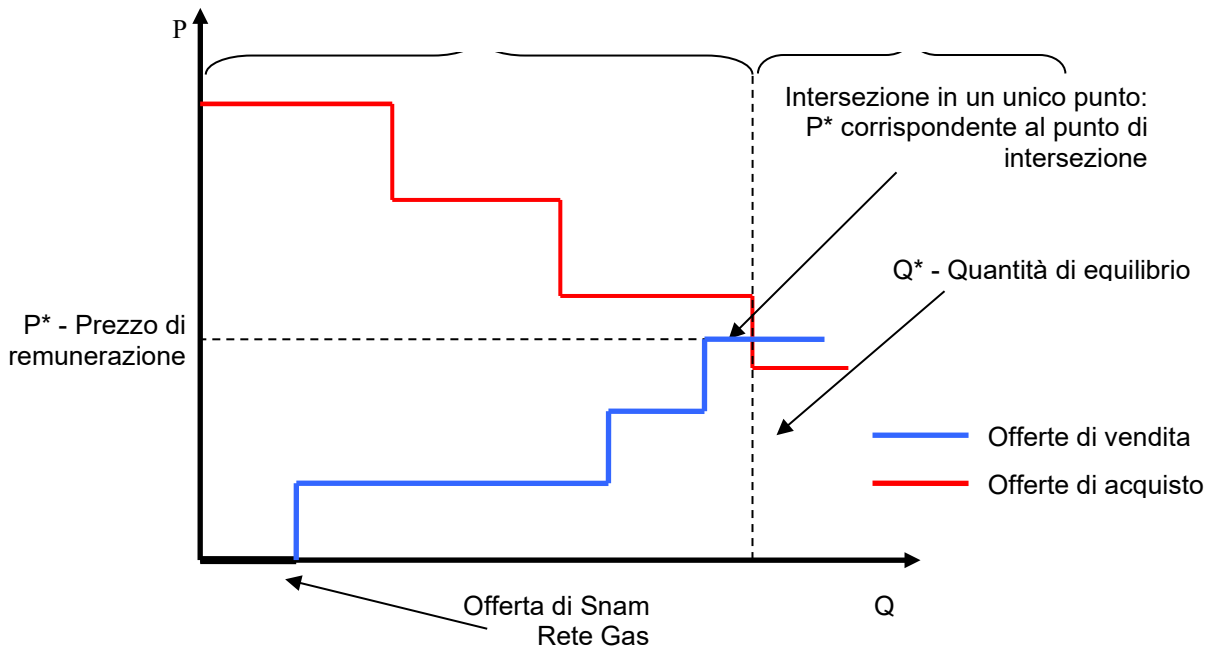 P
Intersezione in un unico punto:
P* corrispondente al punto di
intersezione
Q* - Quantità di equilibrio
P* - Prezzo di
remunerazione
Offerte di vendita
Offerte di acquisto
Offerta di Snam
Rete Gas
Q